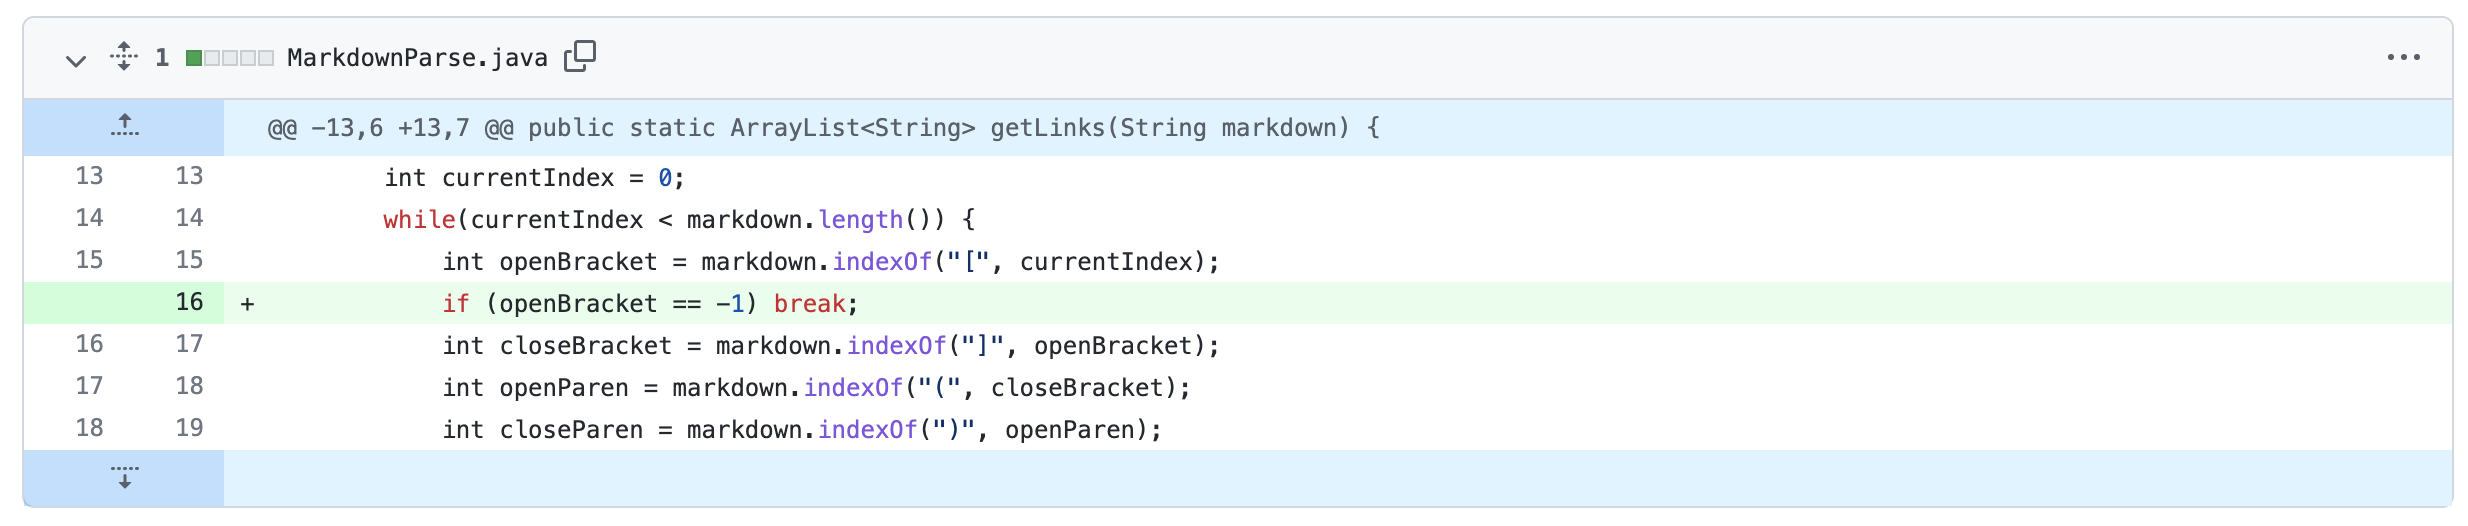 1 MarkdownParse.java
@@ -13,6 +13,7 @@ public static ArrayList<String> getLinks(String markdown) {
13 13 int currentIndex = 0;
14 14 while(currentIndex < markdown.length()) {
15 15 int openBracket = markdown.indexOf("[", currentIndex);
16 + if (openBracket == -1) break;
16 17 int closeBracket = markdown.indexOf("]", openBracket);
17 18 int openParen = markdown.indexOf("(", closeBracket);
18 19 int closeParen = markdown.indexOf(")", openParen);